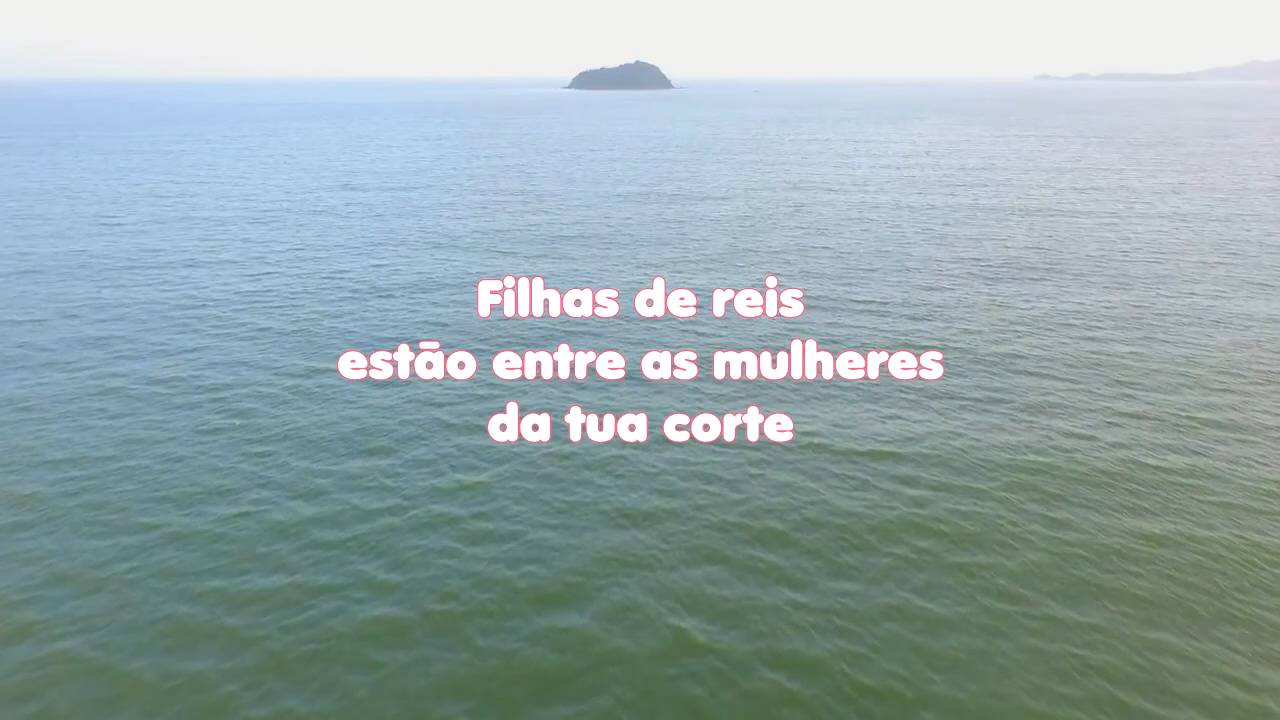 Filhas de reis
estão entre as mulheres
da tua corte